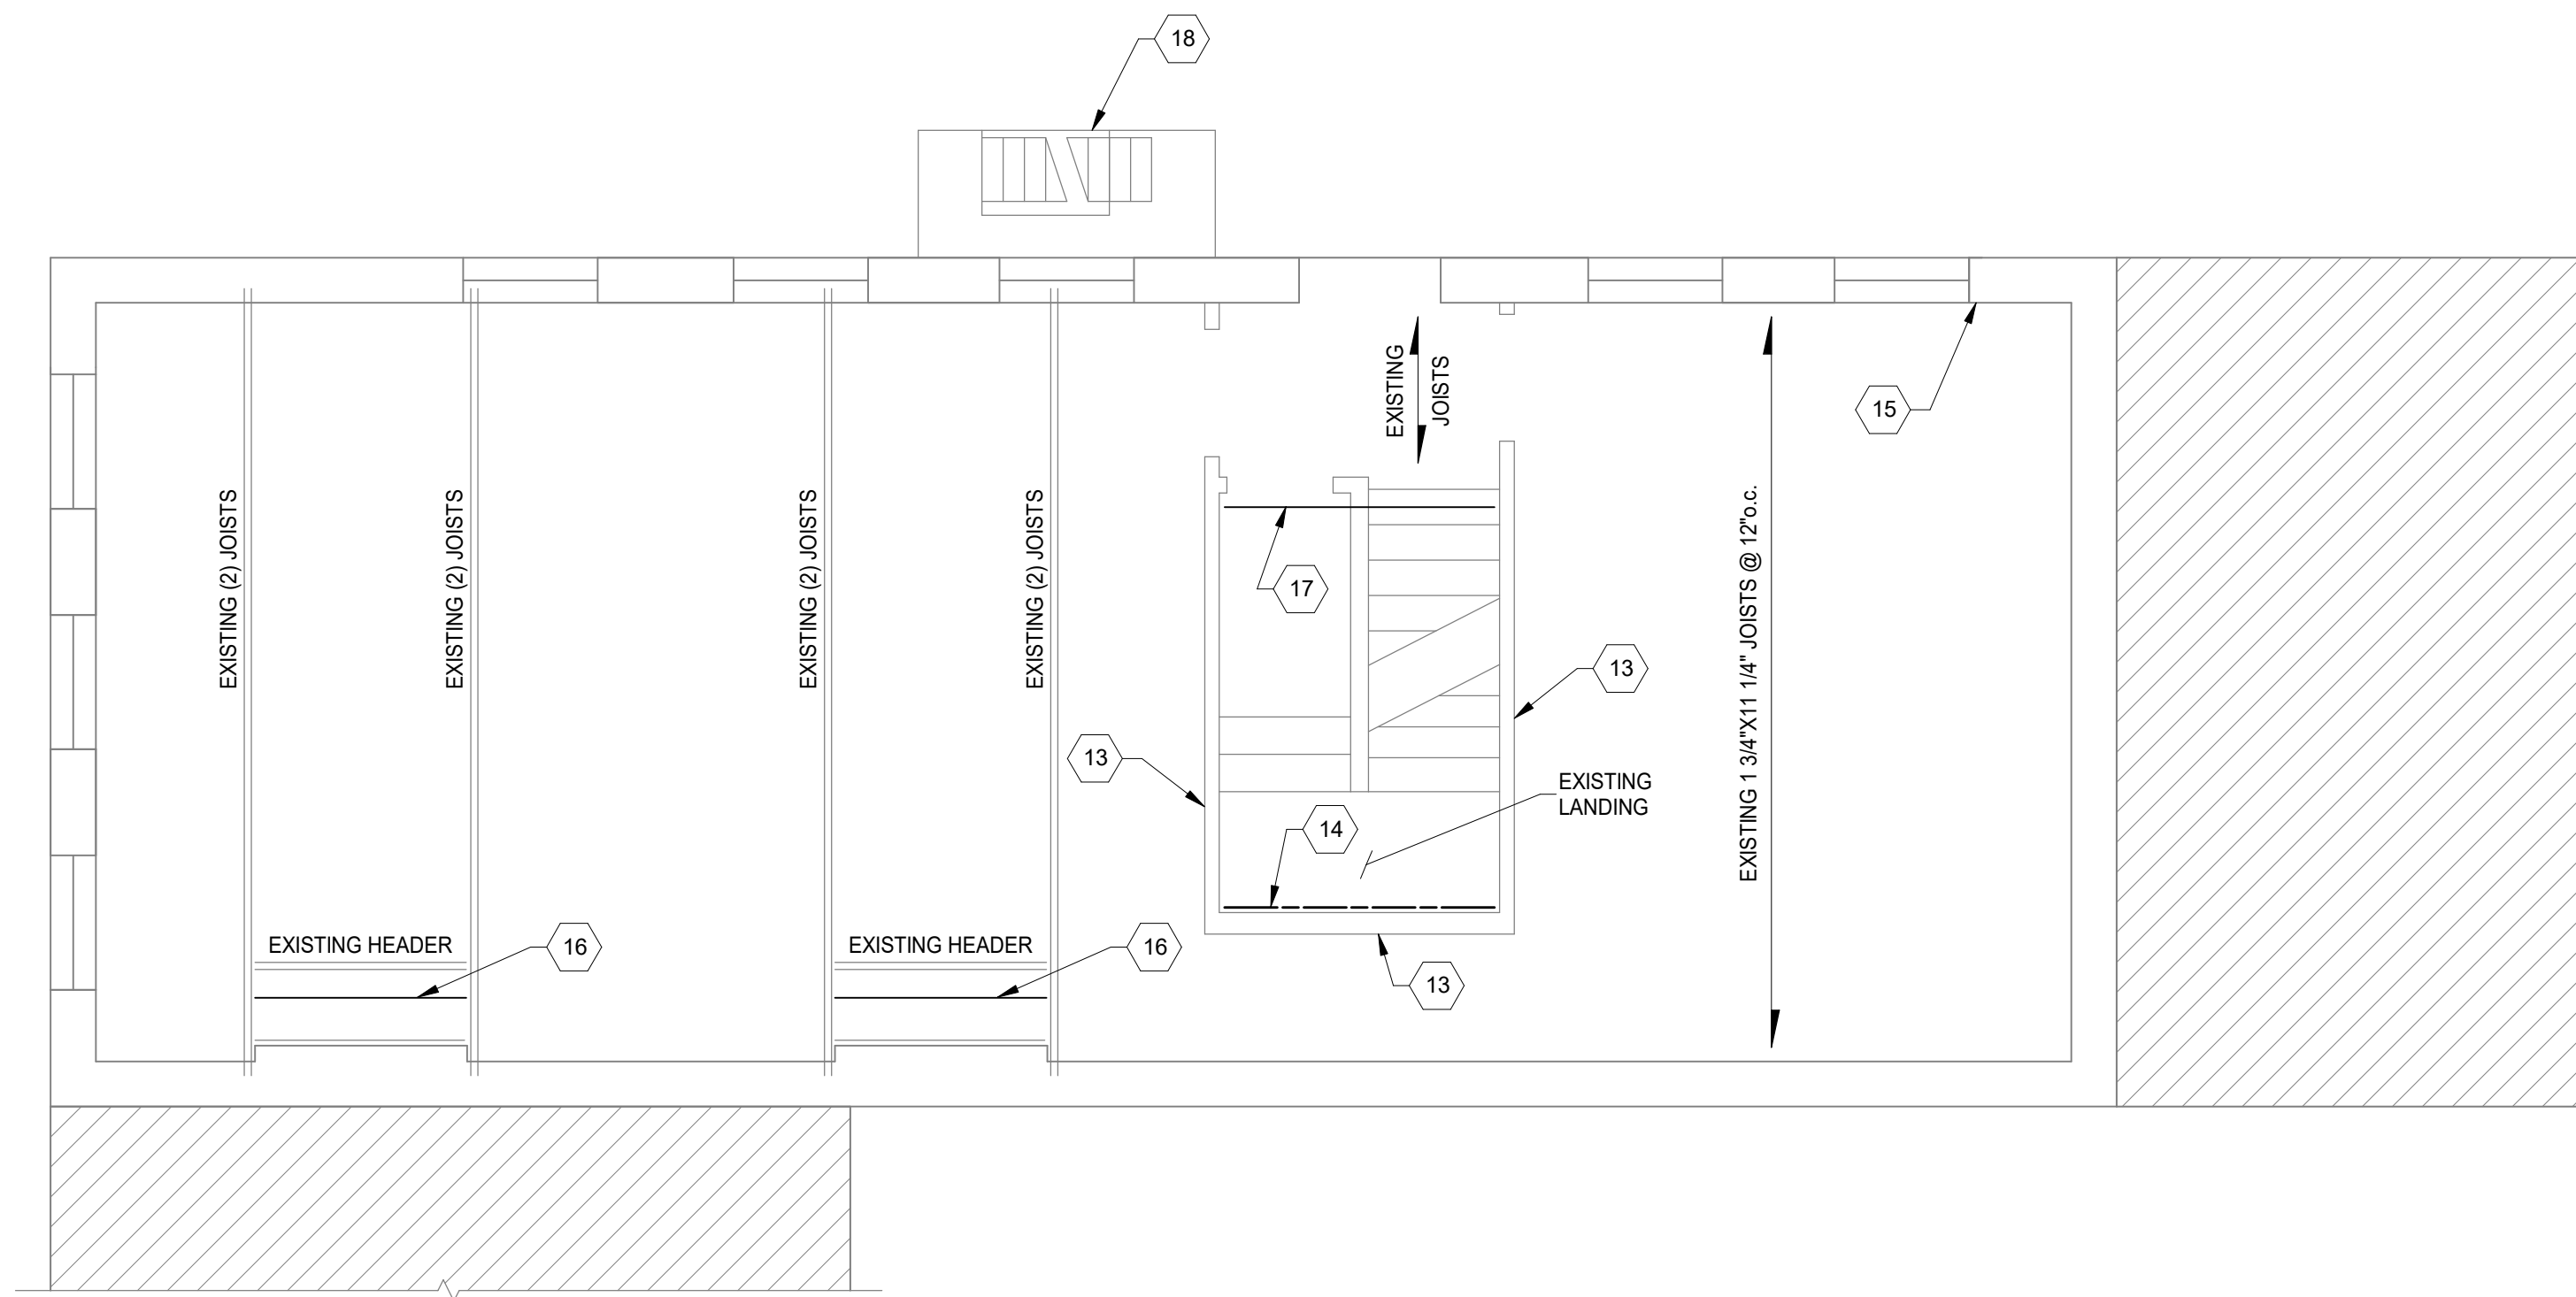 18
15
EXISTING
JOISTS
EXISTING (2) JOISTS
EXISTING (2) JOISTS
EXISTING (2) JOISTS
EXISTING (2) JOISTS
EXISTING 1 3/4"X11 1/4" JOISTS @ 12"o.c.
17
13
13
EXISTING
LANDING
14
EXISTING HEADER
16
EXISTING HEADER
16
13